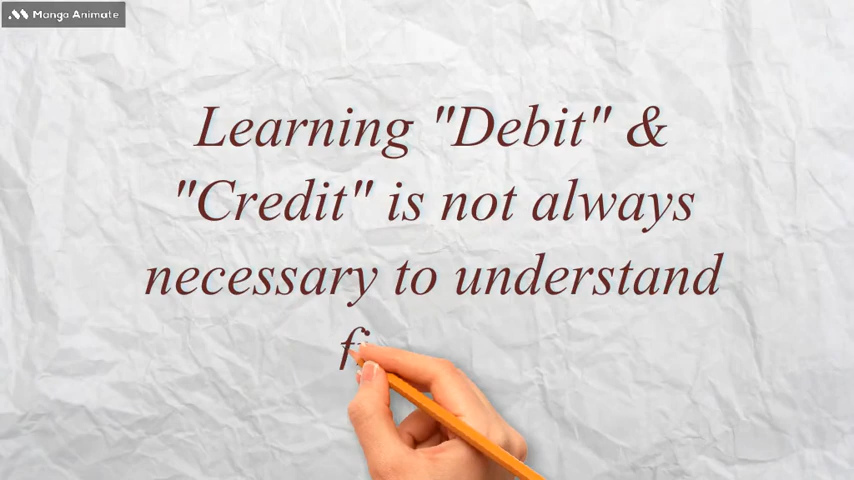 Mango Animate
Learning "Debit" &
"Credit" is not always
necessary to understand